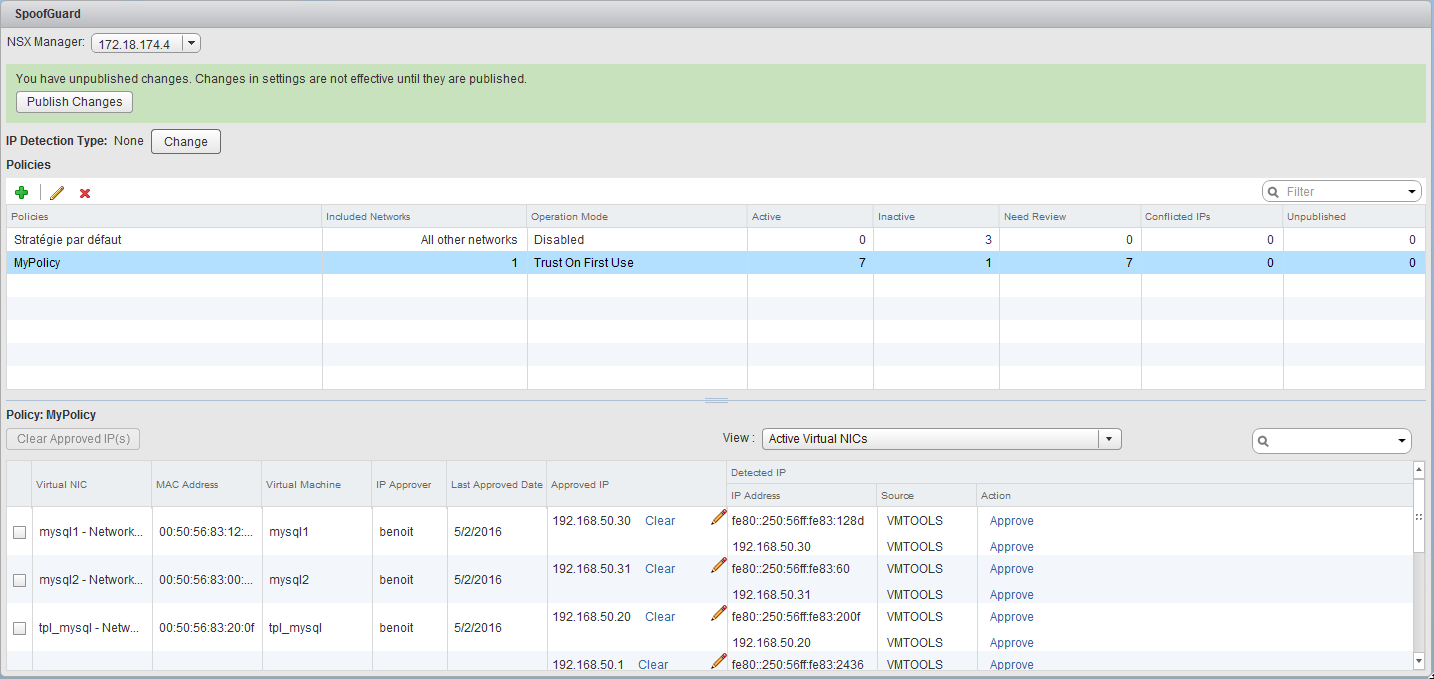 SpoofGuard
NSX Manager: 172.18.174.4
You have unpublished changes. Changes in settings are not effective until they are published.
Publish Changes
IP Detection Type: None Change
Policies
Filter
Policies Included Networks Operation Mode Active Inactive Need Review Conflicted IPs Unpublished
Stratégie par défaut All other networks Disabled 0 3 0 0 0
MyPolicy 1 Trust On First Use 7 1 7 0 0
Policy: MyPolicy
Clear Approved IP(s) View : Active Virtual NICs
Detected IP
Virtual NIC MAC Address Virtual Machine IP Approver Last Approved Date Approved IP
IP Address Source Action
192.168.50.30 Clear fe80::250:56ff:fe83:128d VMTOOLS Approve
mysql1 - Network... 00:50:56:83:12:... mysql1 benoit 5/2/2016
192.168.50.30 VMTOOLS Approve
192.168.50.31 Clear fe80::250:56ff:fe83:60 VMTOOLS Approve
mysql2 - Network... 00:50:56:83:00:... mysql2 benoit 5/2/2016
192.168.50.31 VMTOOLS Approve
192.168.50.20 Clear fe80::250:56ff:fe83:200f VMTOOLS Approve
tpl_mysql - Netw... 00:50:56:83:20:0f tpl_mysql benoit 5/2/2016
192.168.50.20 VMTOOLS Approve
192.168.50.1 Clear fe80::250:56ff:fe83:2436 VMTOOLS Approve